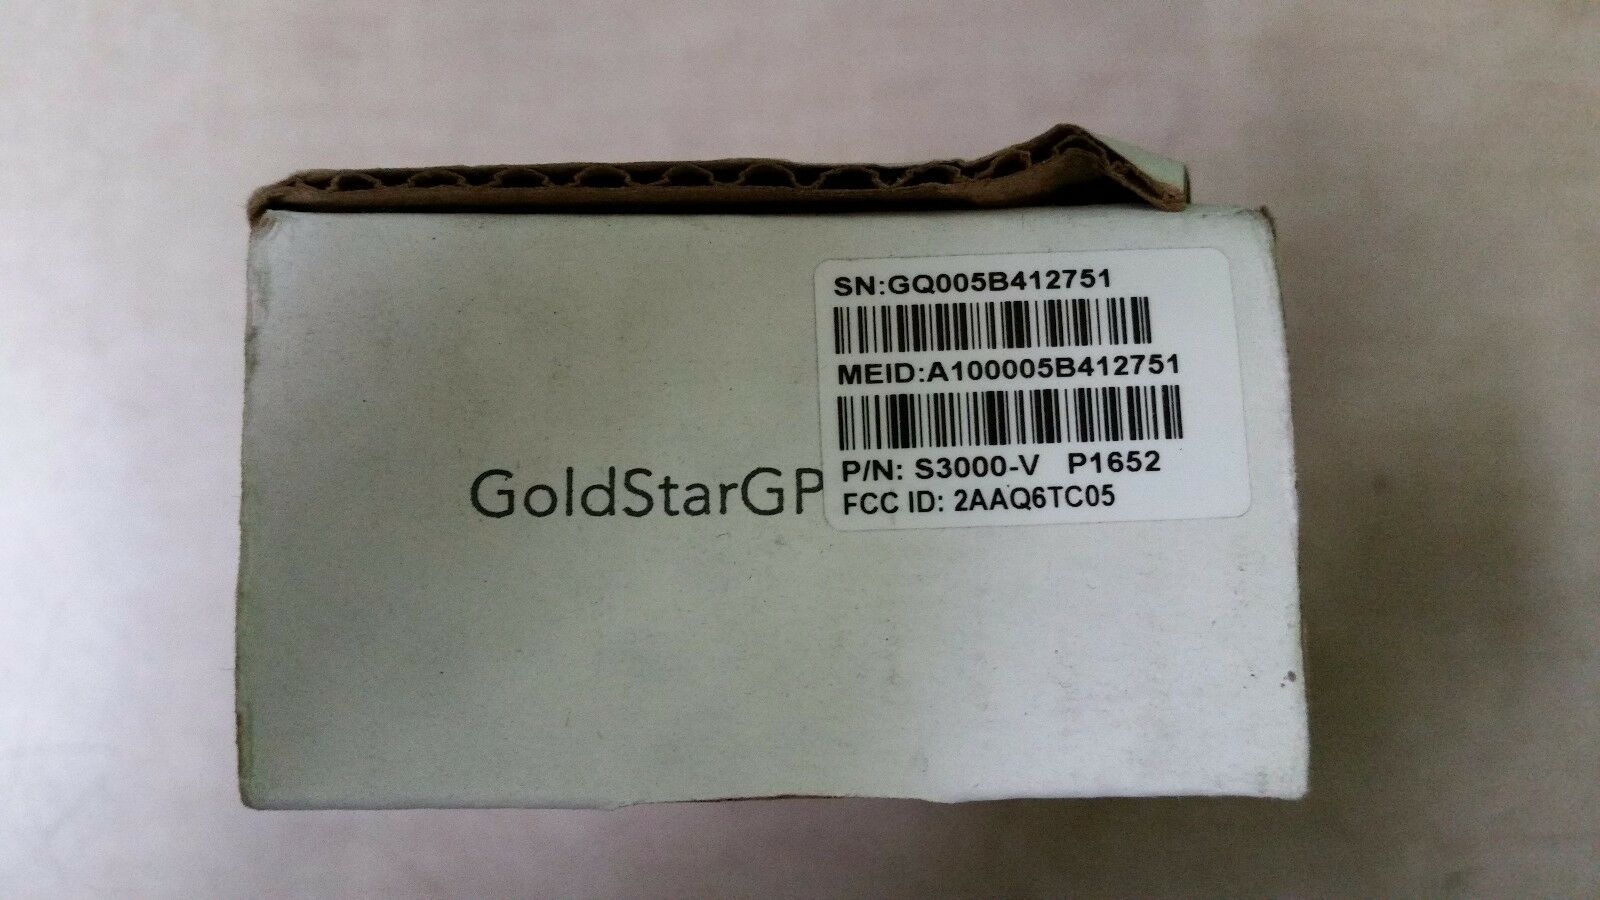 SN:GQ005B412751
MEID:A100005B412751
P/N: S3000-V P1652
FCC ID: 2AAQ6TC05
GoldStarGP